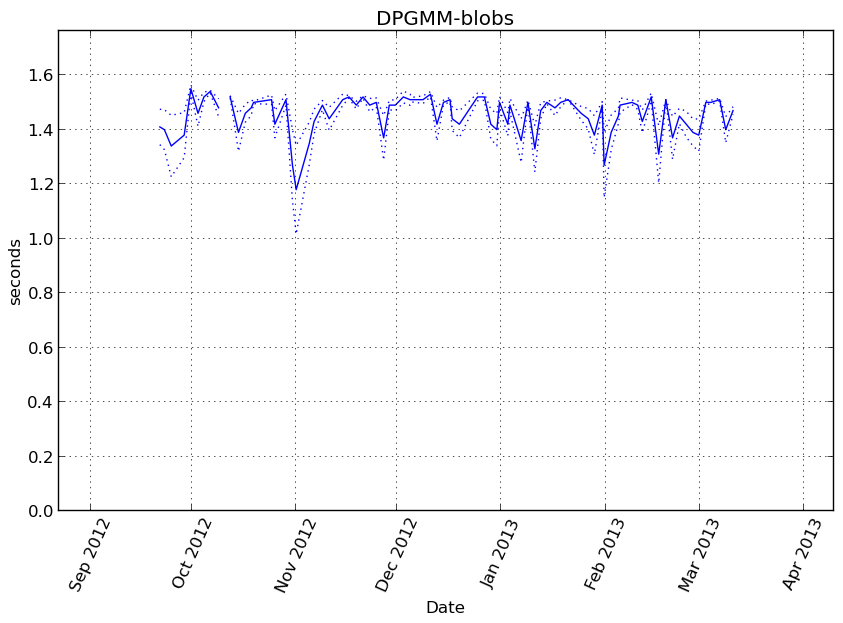 DPGMM-blobs
1.6
1.4
1.2
1.0
0.8
0.6
0.4
0.2
0.0
seconds
Sep 2012
Oct 2012
Nov 2012
Dec 2012
Jan 2013
Feb 2013
Mar 2013
Apr 2013
Date